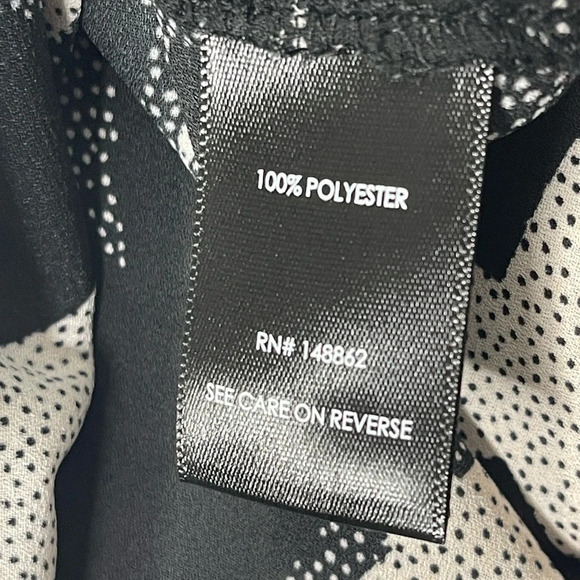 100% POLYESTER
RN# 148862
SEE CARE ON REVERSE